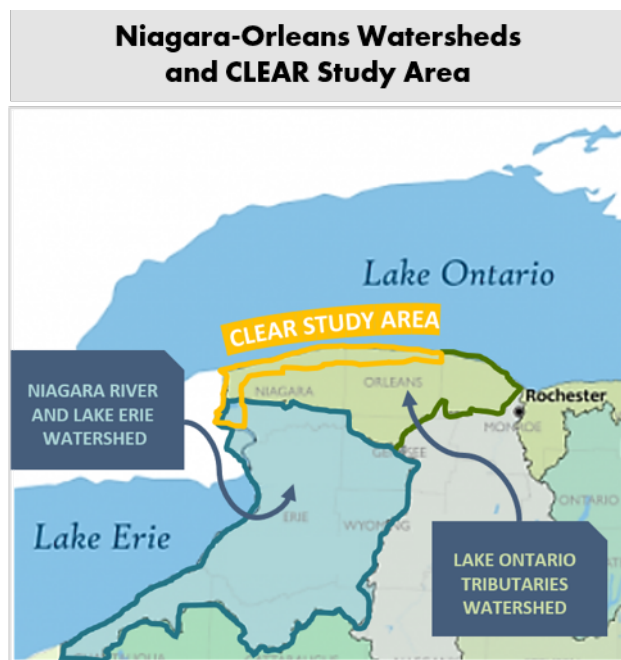 Niagara-Orleans Watersheds
and CLEAR Study Area
Lake Ontario
CLEAR STUDY AREA
NIAGARA RIVER
AND LAKE ERIE
WATERSHED
NIAGARA
ORLEANS
Rochester
MONROE
GENESEE
ONTARIO
ERIE
WYOMING
Lake Erie
LAKE ONTARIO
TRIBUTARIES
WATERSHED